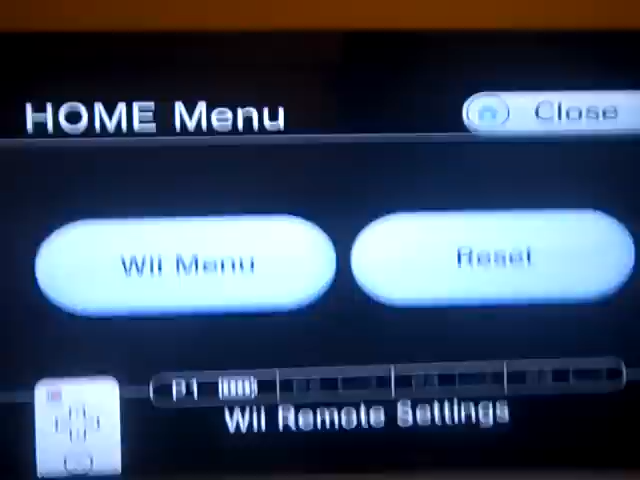 HOME Menu
Close
Wii Menu
Reset
P1
Wii Remote Settings